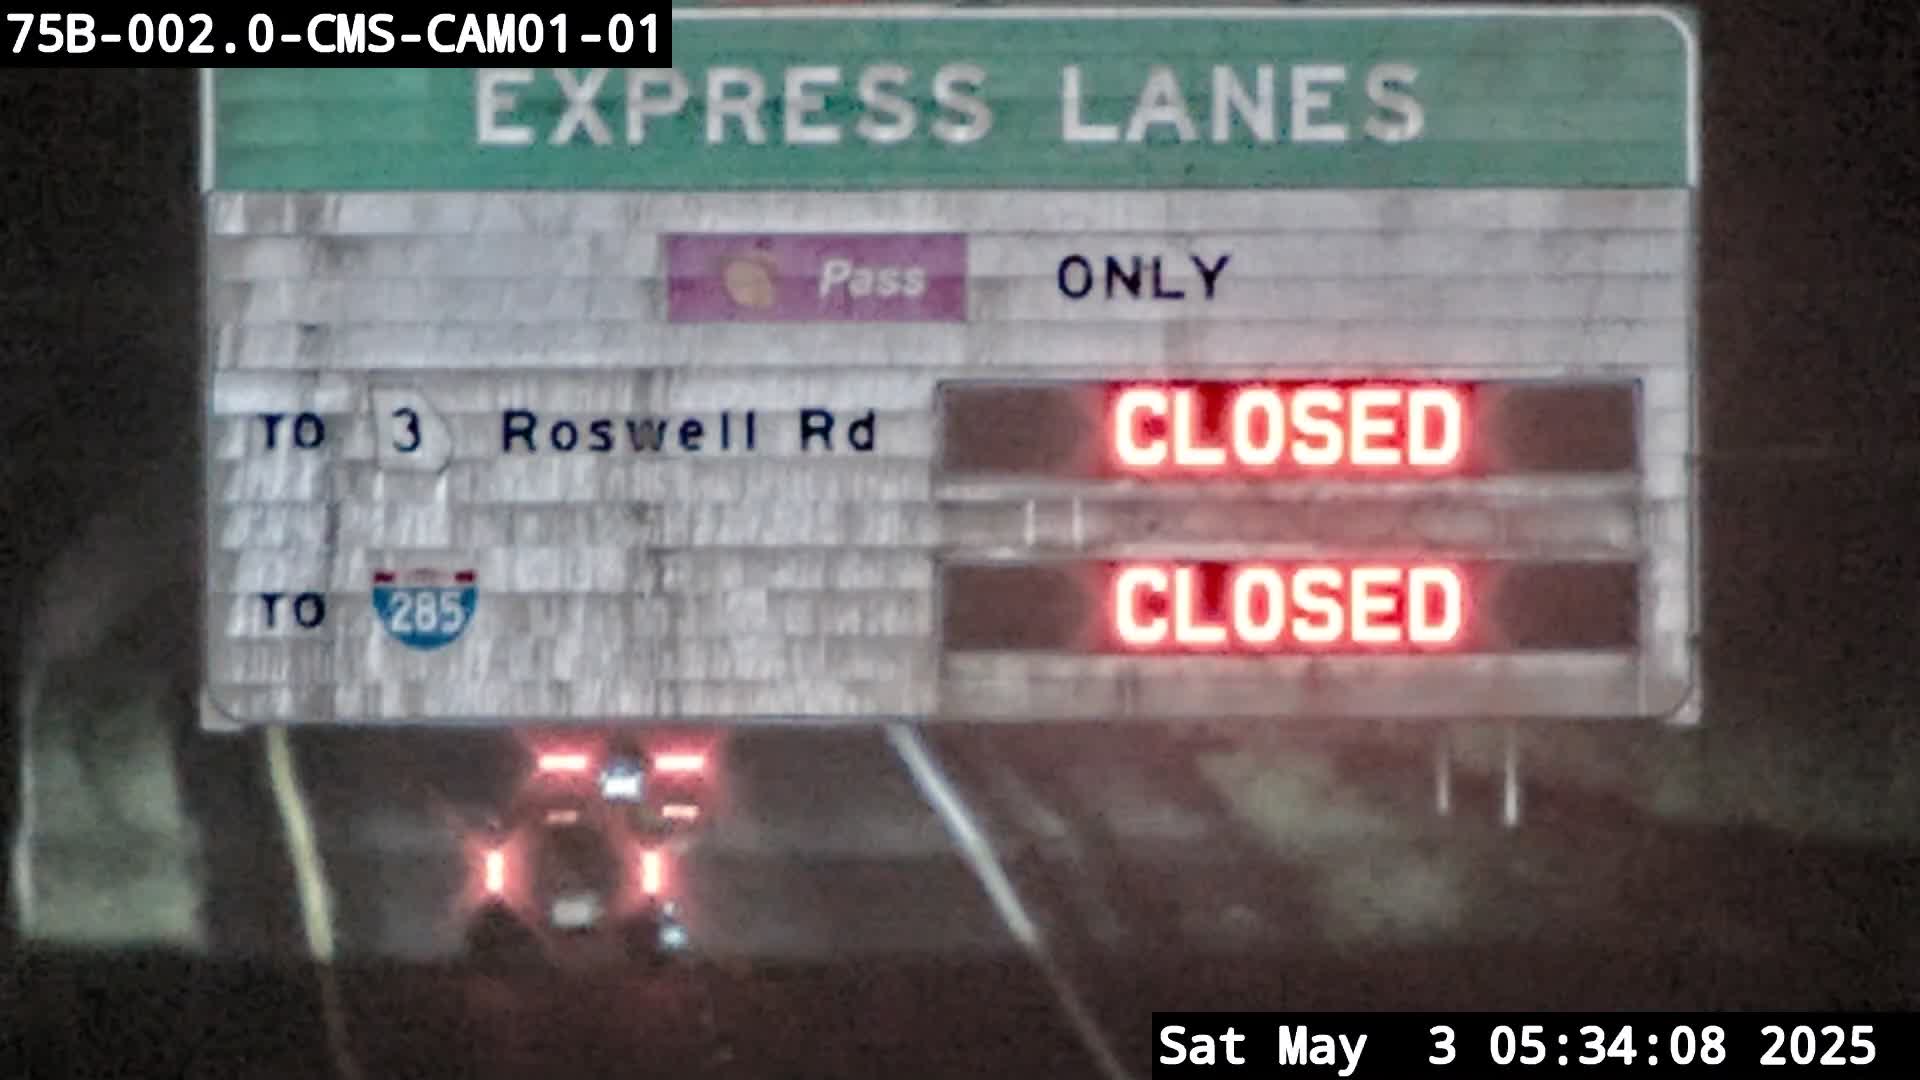 75B-002.0-CMS-CAM01-01
EXPRESS LANES
Pass ONLY
TO 3 Roswell Rd CLOSED
TO 285 CLOSED
Sat May 3 05:34:08 2025